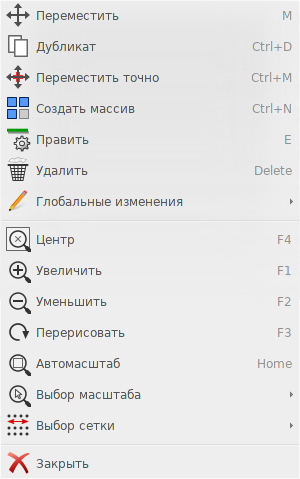 Переместить M
Дубликат Ctrl+D
Переместить точно Ctrl+M
Создать массив Ctrl+N
Править E
Удалить Delete
Глобальные изменения
Центр F4
Увеличить F1
Уменьшить F2
Перерисовать F3
Автомасштаб Home
Выбор масштаба
Выбор сетки
Закрыть